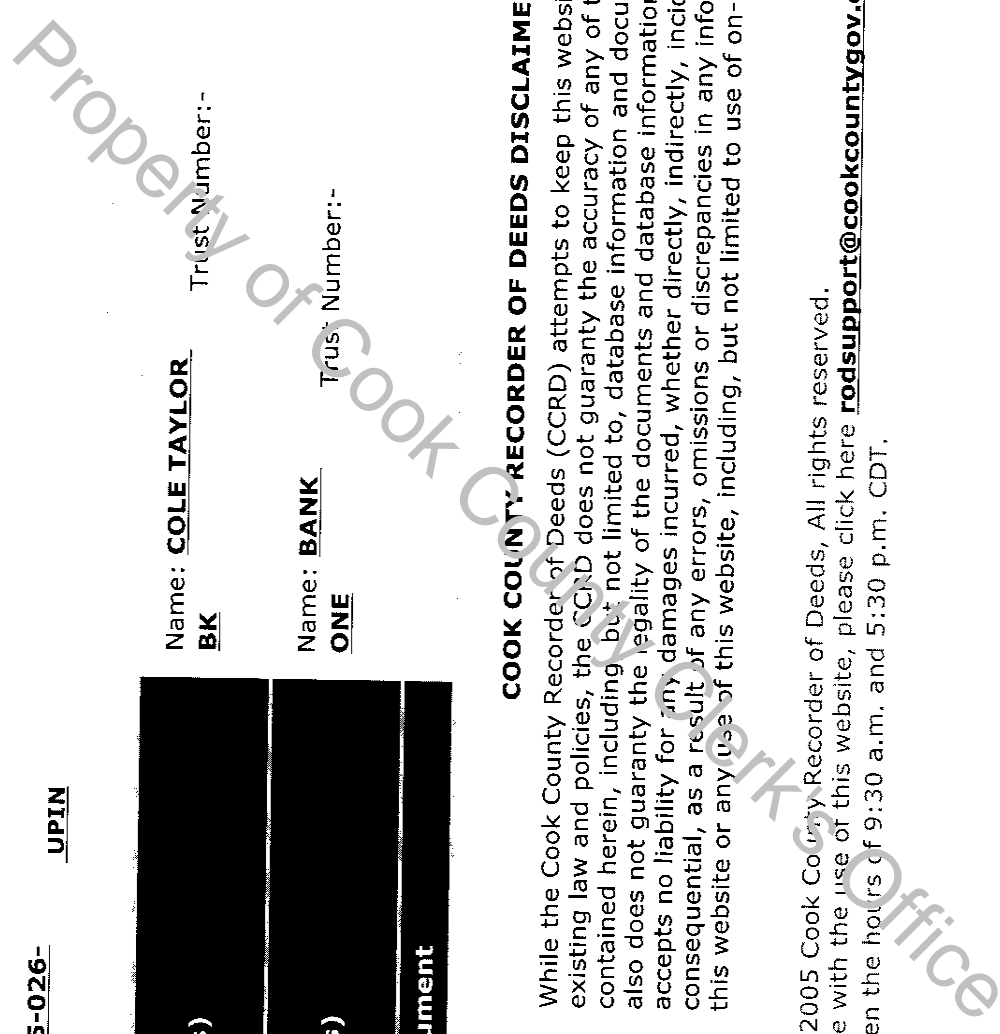 5-026-
UPIN
s)
Name: COLE TAYLOR
BK
Trust Number:-
s)
Name: BANK
ONE
Trust Number:-
ument
COOK COUNTY RECORDER OF DEEDS DISCLAIME
While the Cook County Recorder of Deeds (CCRD) attempts to keep this websi
existing law and policies, the CCRD does not guaranty the accuracy of any of t
contained herein, including, but not limited to, database information and docu
also does not guaranty the legality of the documents and database information
accepts no liability for any damages incurred, whether directly, indirectly, incid
consequential, as a result of any errors, omissions or discrepancies in any info
this website or any use of this website, including, but not limited to use of on-
2005 Cook County Recorder of Deeds, All rights reserved.
e with the use of this website, please click here rodsupport@cookcountygov.
en the hours of 9:30 a.m. and 5:30 p.m. CDT.
Property of Cook County Clerk's Office